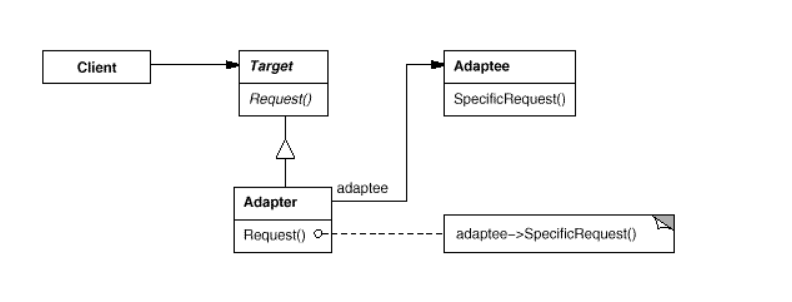 Client
Target
Request()
Adaptee
SpecificRequest()
adaptee
Adapter
Request()
adaptee->SpecificRequest()